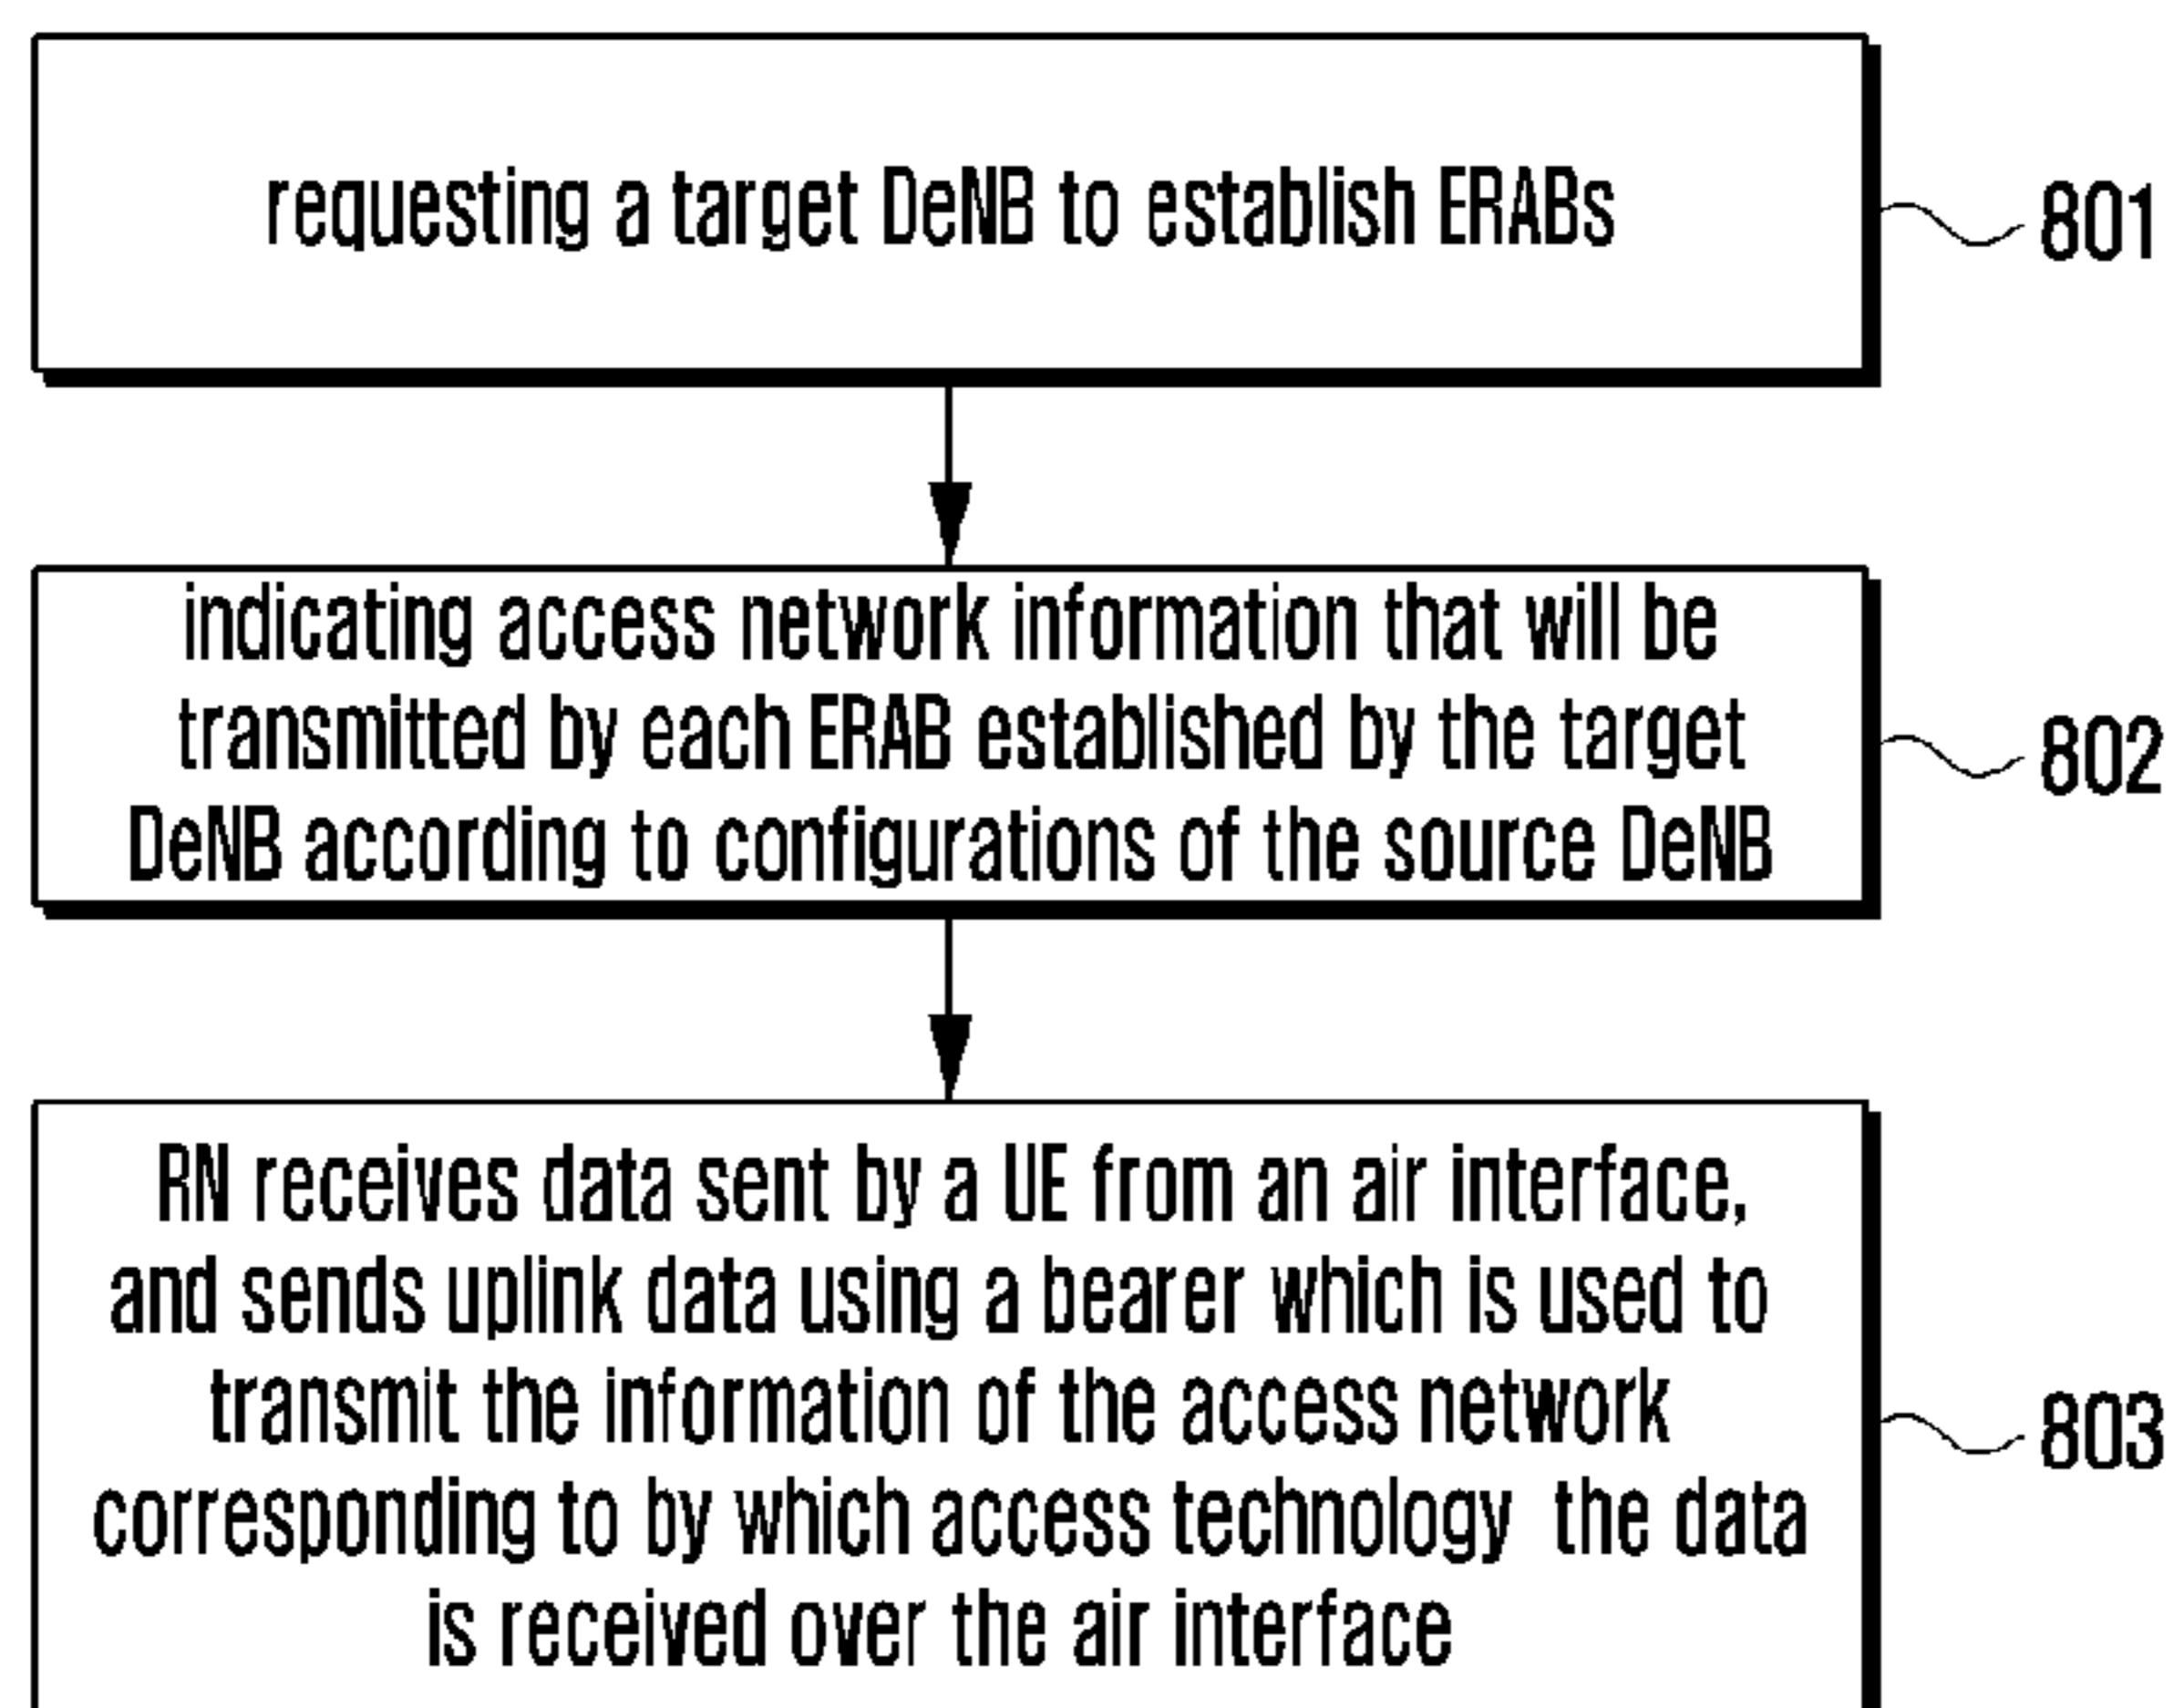 requesting a target DeNB to establish ERABs
801
indicating access network information that will be
transmitted by each ERAB established by the target
DeNB according to configurations of the source DeNB
802
RN receives data sent by a UE from an air interface,
and sends uplink data using a bearer which is used to
transmit the information of the access network
corresponding to by which access technology the data
is received over the air interface
803